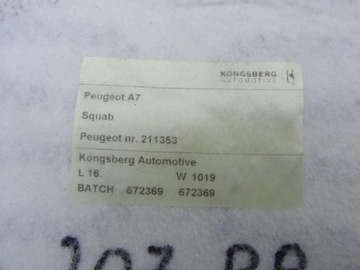 KONGSBERG
AUTOMOTIVE
Peugeot A7
Squab
Peugeot nr. 211353
Kongsberg Automotive
L 16. W 1019
BATCH 672369 672369